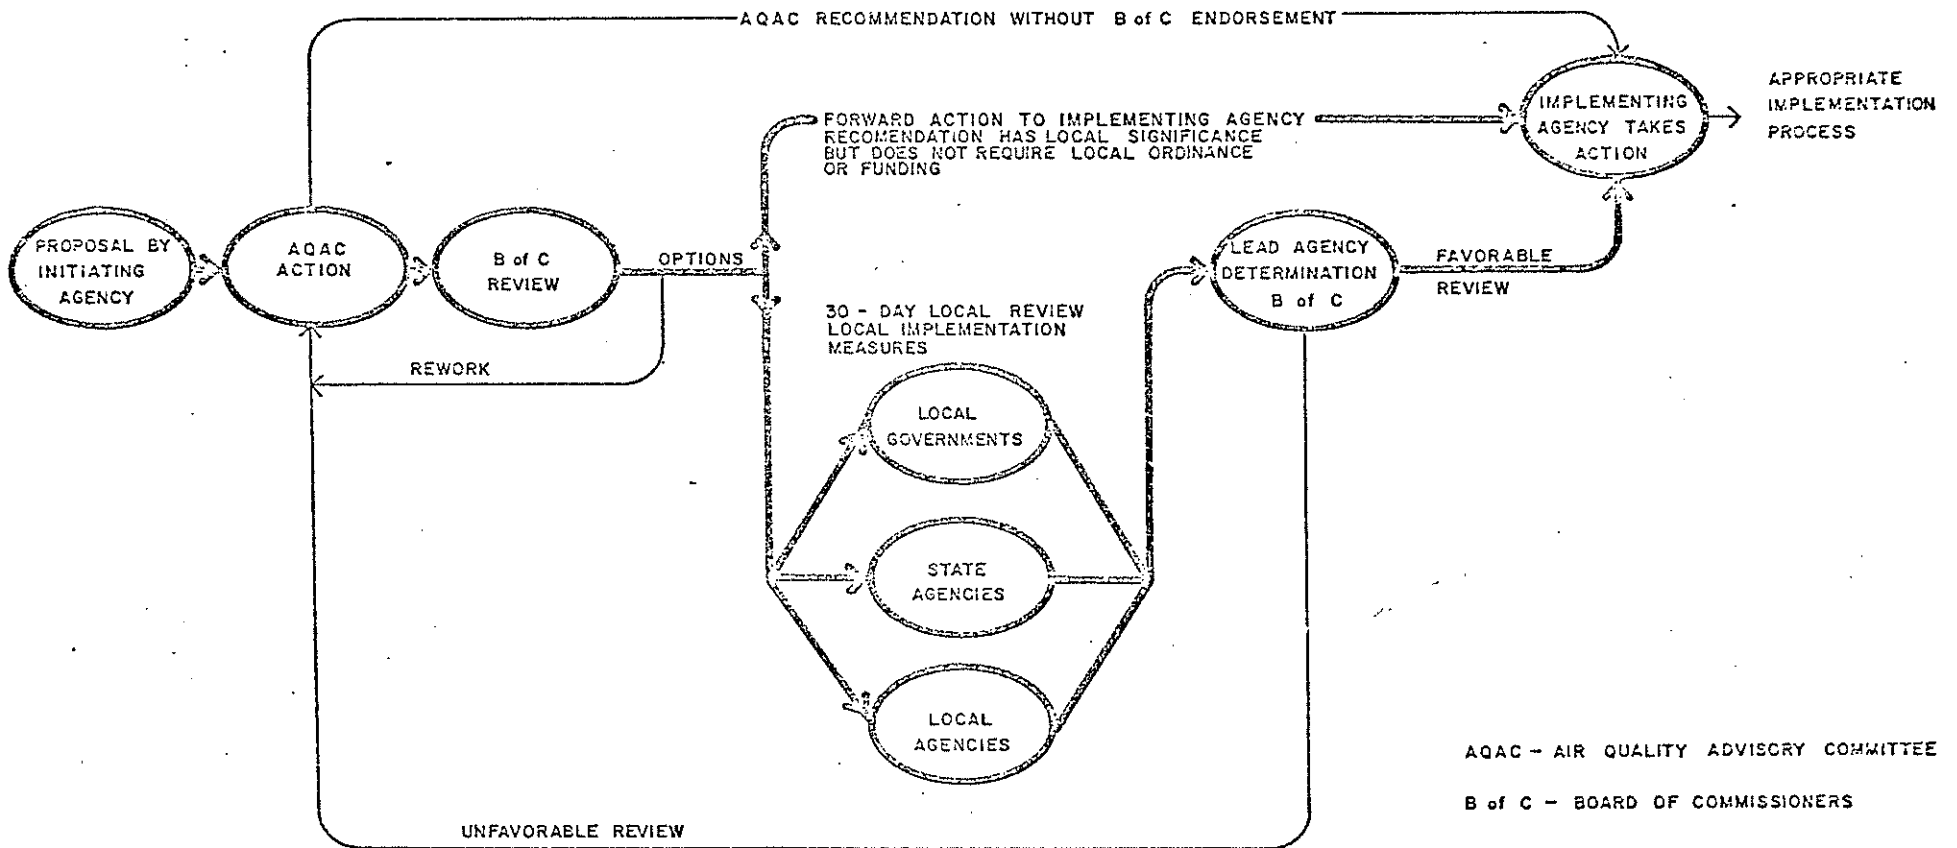 AQAC RECOMMENDATION WITHOUT B of C ENDORSEMENT
APPROPRIATE
IMPLEMENTATION
PROCESS
IMPLEMENTING
AGENCY TAKES
ACTION
FORWARD ACTION TO IMPLEMENTING AGENCY
RECOMENDATION HAS LOCAL SIGNIFICANCE
BUT DOES NOT REQUIRE LOCAL ORDINANCE
OR FUNDING
PROPOSAL BY
INITIATING
AGENCY
AQAC
ACTION
B of C
REVIEW
OPTIONS
LEAD AGENCY
DETERMINATION
B of C
FAVORABLE
REVIEW
30 - DAY LOCAL REVIEW
LOCAL IMPLEMENTATION
MEASURES
REWORK
LOCAL
GOVERNMENTS
STATE
AGENCIES
LOCAL
AGENCIES
AQAC - AIR QUALITY ADVISORY COMMITTEE
B of C - BOARD OF COMMISSIONERS
UNFAVORABLE REVIEW